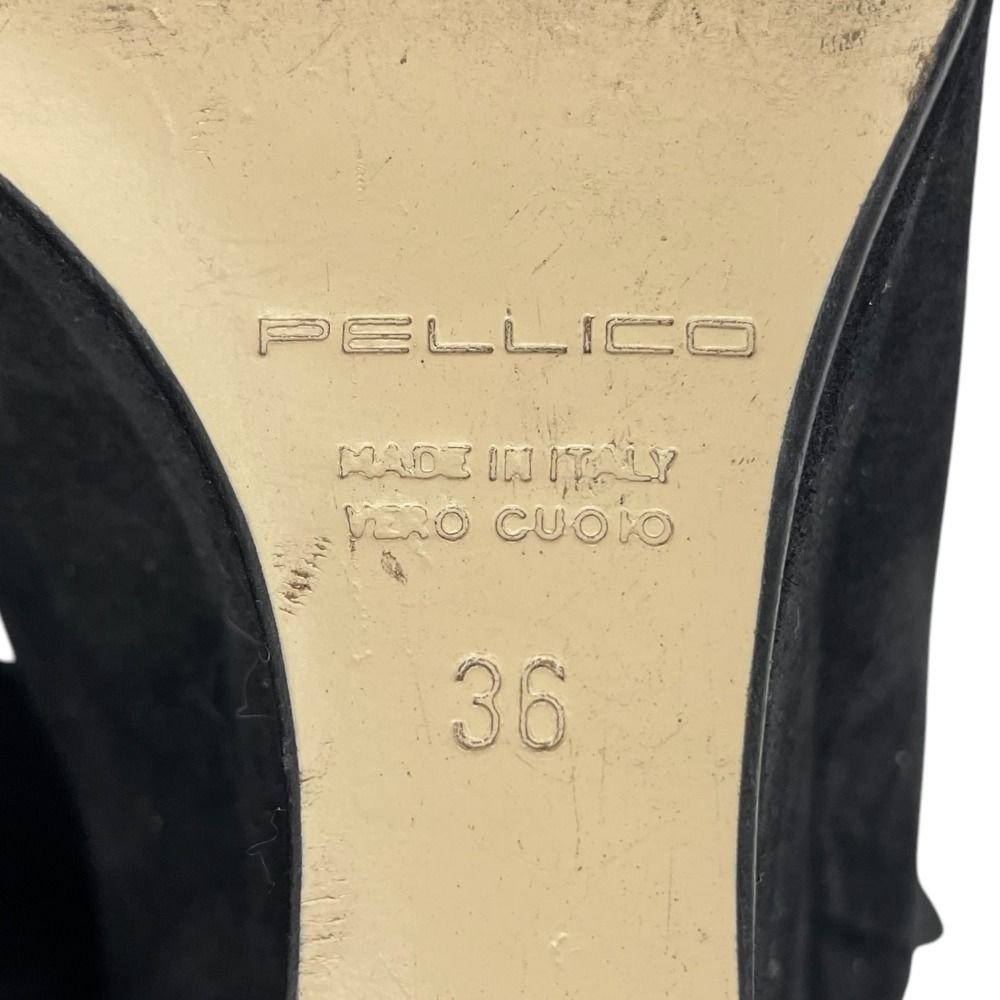 PELLICO
MADE IN ITALY
VERO CUOIO
36